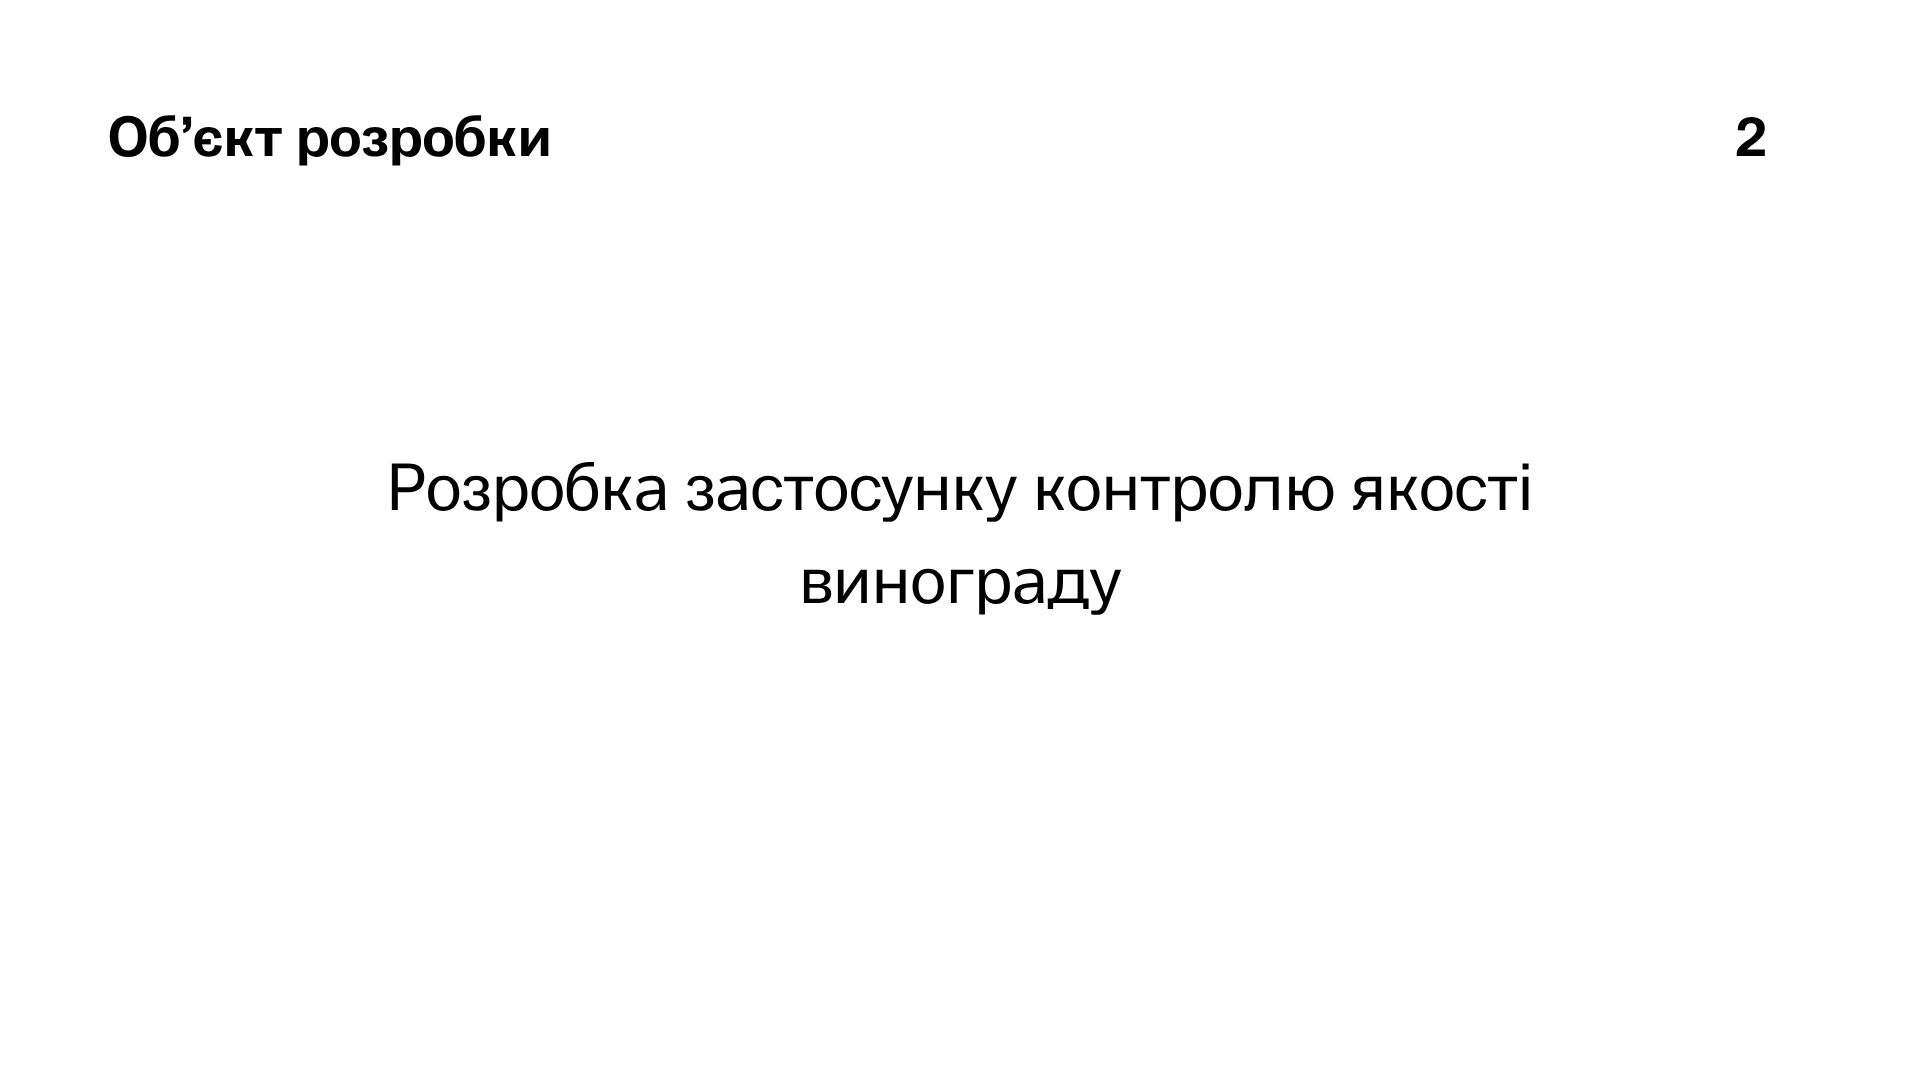 Об’єкт розробки
2
Розробка застосунку контролю якості
винограду